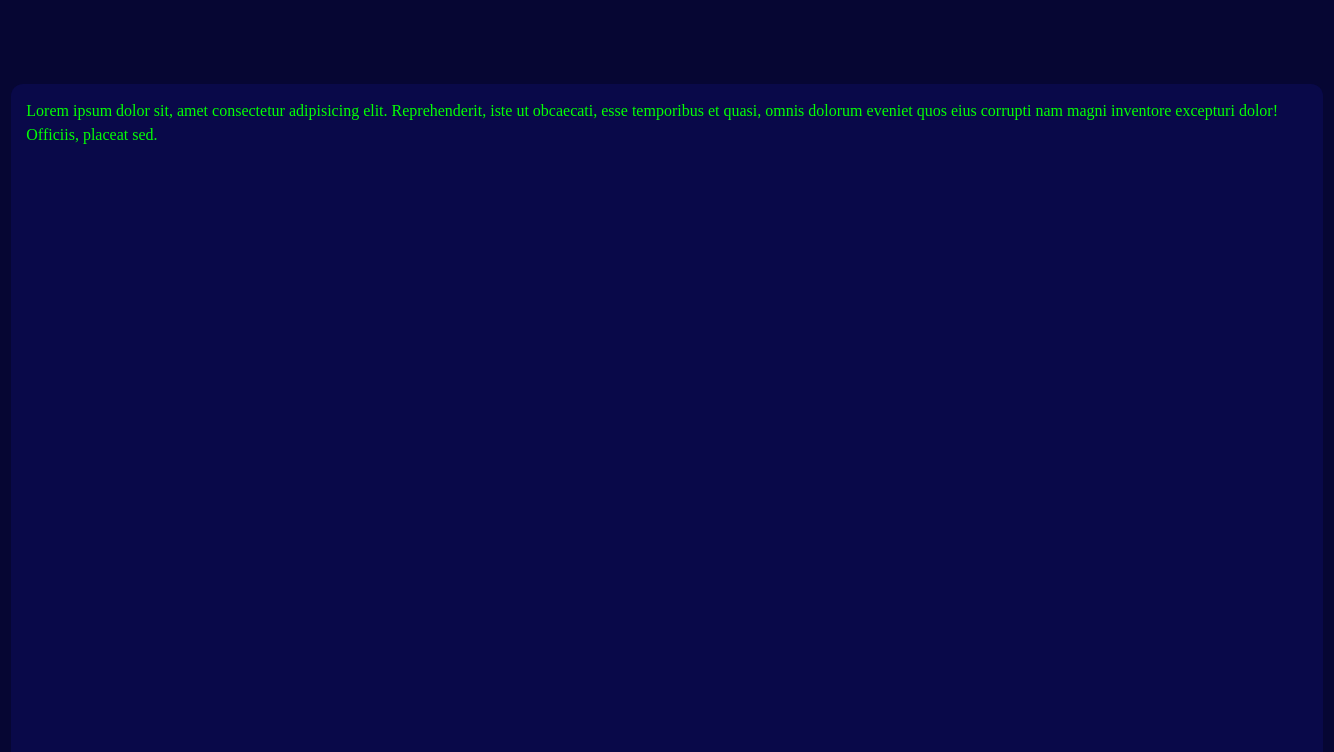 Lorem ipsum dolor sit, amet consectetur adipisicing elit. Reprehenderit, iste ut obcaecati, esse temporibus et quasi, omnis dolorum eveniet quos eius corrupti nam magni inventore excepturi dolor!
Officiis, placeat sed.